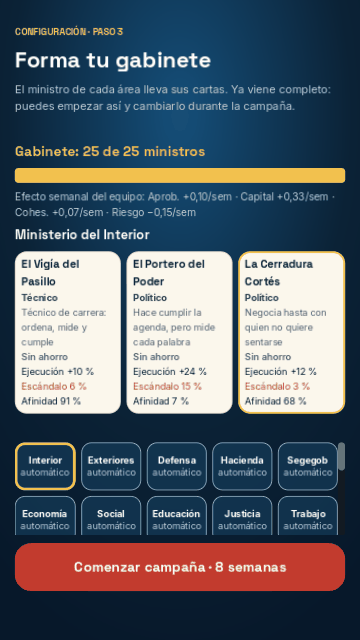 CONFIGURACIÓN · PASO 3
Forma tu gabinete
El ministro de cada área lleva sus cartas. Ya viene completo:
puedes empezar así y cambiarlo durante la campaña.
Gabinete: 25 de 25 ministros
Efecto semanal del equipo: Aprob. +0,10/sem · Capital +0,33/sem ·
Cohes. +0,07/sem · Riesgo −0,15/sem
Ministerio del Interior
El Vigía del
Pasillo
Técnico
Técnico de carrera:
ordena, mide y
cumple
Sin ahorro
Ejecución +10 %
Escándalo 6 %
Afinidad 91 %
El Portero del
Poder
Político
Hace cumplir la
agenda, pero mide
cada palabra
Sin ahorro
Ejecución +24 %
Escándalo 15 %
Afinidad 7 %
La Cerradura
Cortés
Político
Negocia hasta con
quien no quiere
sentarse
Sin ahorro
Ejecución +12 %
Escándalo 3 %
Afinidad 68 %
Interior
automático
Exteriores
automático
Defensa
automático
Hacienda
automático
Segegob
automático
Economía
automático
Social
automático
Educación
automático
Justicia
automático
Trabajo
automático
Comenzar campaña · 8 semanas